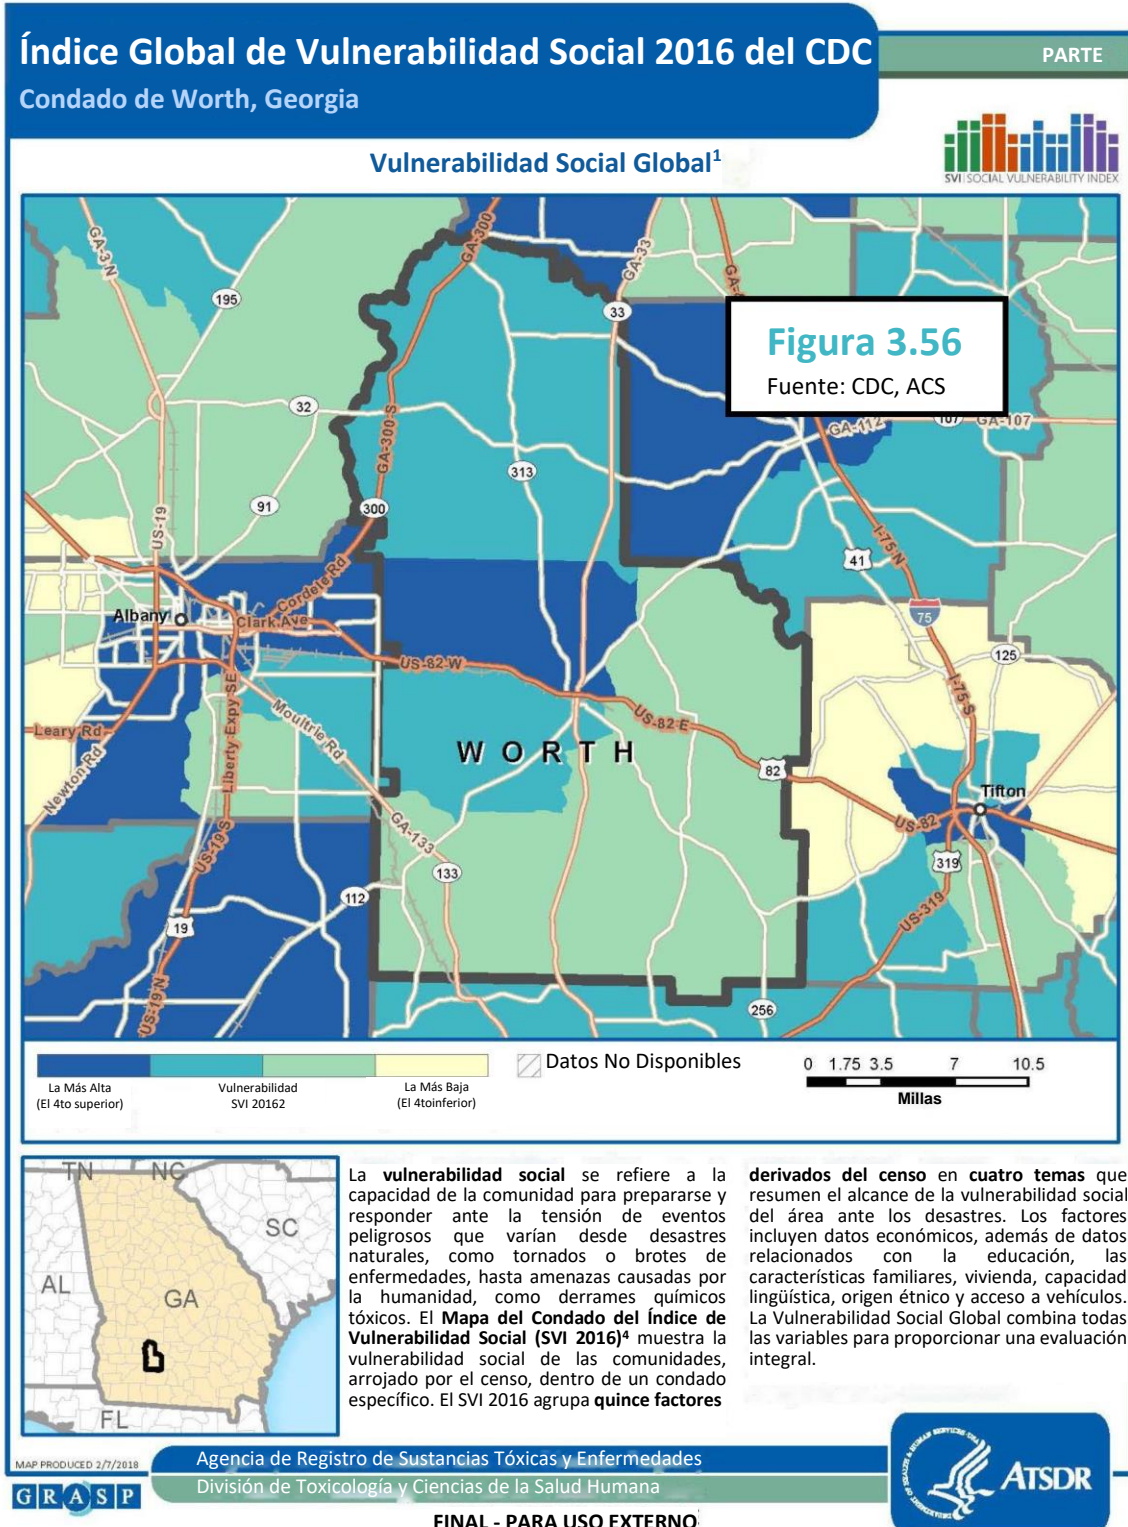 Índice Global de Vulnerabilidad Social 2016 del CDC
PARTE
Condado de Worth, Georgia
Vulnerabilidad Social Global¹
SVI | SOCIAL VULNERABILITY INDEX
Figura 3.56
Fuente: CDC, ACS
GA-3 N
195
GA-300
GA-33
33
32
GA-300-S
313
GA-112
107
GA-107
91
300
US-19
I-75-N
41
75
Cordele Rd
Albany
Clark Ave
US-82-W
125
I-75-S
Leary Rd
Newton Rd
Liberty Expy SE
Moultrie Rd
US-82-E
WORTH
82
Tifton
US-82
US-19 S
GA-133
133
319
112
US-319
19
US-19 N
256
La Más Alta
(El 4to superior)
Vulnerabilidad
SVI 20162
La Más Baja
(El 4toinferior)
Datos No Disponibles
0 1.75 3.5 7 10.5
Millas
TN NC
SC
AL
GA
FL
La vulnerabilidad social se refiere a la
capacidad de la comunidad para prepararse y
responder ante la tensión de eventos
peligrosos que varían desde desastres
naturales, como tornados o brotes de
enfermedades, hasta amenazas causadas por
la humanidad, como derrames químicos
tóxicos. El Mapa del Condado del Índice de
Vulnerabilidad Social (SVI 2016)⁴ muestra la
vulnerabilidad social de las comunidades,
arrojado por el censo, dentro de un condado
específico. El SVI 2016 agrupa quince factores
derivados del censo en cuatro temas que
resumen el alcance de la vulnerabilidad social
del área ante los desastres. Los factores
incluyen datos económicos, además de datos
relacionados con la educación, las
características familiares, vivienda, capacidad
lingüística, origen étnico y acceso a vehículos.
La Vulnerabilidad Social Global combina todas
las variables para proporcionar una evaluación
integral.
MAP PRODUCED 2/7/2018
GRASP
Agencia de Registro de Sustancias Tóxicas y Enfermedades
División de Toxicología y Ciencias de la Salud Humana
ATSDR
FINAL - PARA USO EXTERNO